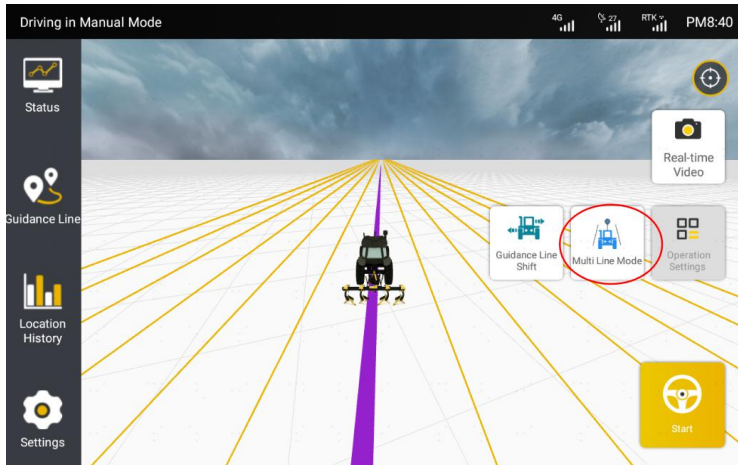 Driving in Manual Mode
4G
27
RTK
PM8:40
Status
Real-time
Video
Guidance Line
Guidance Line
Shift
Multi Line Mode
Operation
Settings
Location
History
Start
Settings